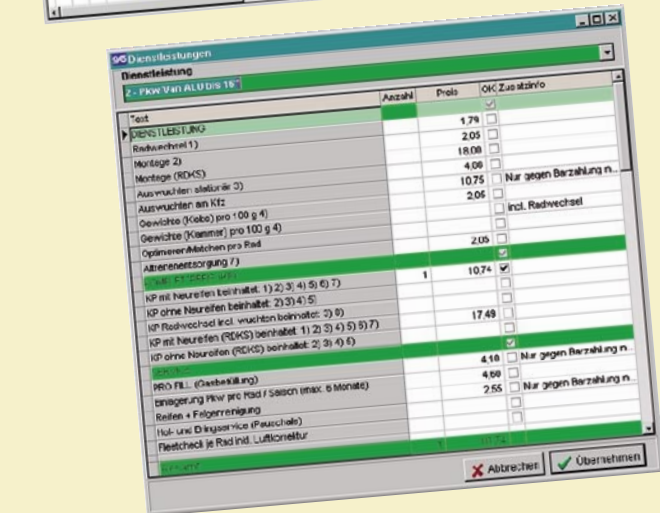 Dienstleistungen
Dienstleistung
2 - Pkw Van ALU bis 16"
Text Anzahl Preis OK Zusatzinfo
DIENSTLEISTUNG
Radwechsel 1) 1,79
Montage 2) 2,05
Montage (RDKS) 18,00
Auswuchten stationär 3) 4,06
Auswuchten am Kfz 10,75 Nur gegen Barzahlung n...
Gewichte (Klebe) pro 100 g 4) 2,05
Gewichte (Klammer) pro 100 g 4) incl. Radwechsel
Optimieren/Matchen pro Rad
Altreifenentsorgung 7) 2,05
KP mit Neureifen beinhaltet: 1) 2) 3) 4) 5) 6) 7) 1 10,74
KP ohne Neureifen beinhaltet: 2) 3) 4) 5)
KP Radwechsel incl. wuchten beinhaltet: 3) 6)
KP mit Neureifen (RDKS) beinhaltet: 1) 2) 3) 4) 5) 6) 7) 17,49
KP ohne Neureifen (RDKS) beinhaltet: 2) 3) 4) 6)
PRO FILL (Gasbefüllung) 4,10 Nur gegen Barzahlung n...
Einlagerung Pkw pro Rad / Saison (max. 6 Monate) 4,60
Reifen + Felgenreinigung 2,55 Nur gegen Barzahlung n...
Hol- und Bringservice (Pauschale)
Fleetcheck je Rad inkl. Luftkorrektur
Abbrechen Übernehmen